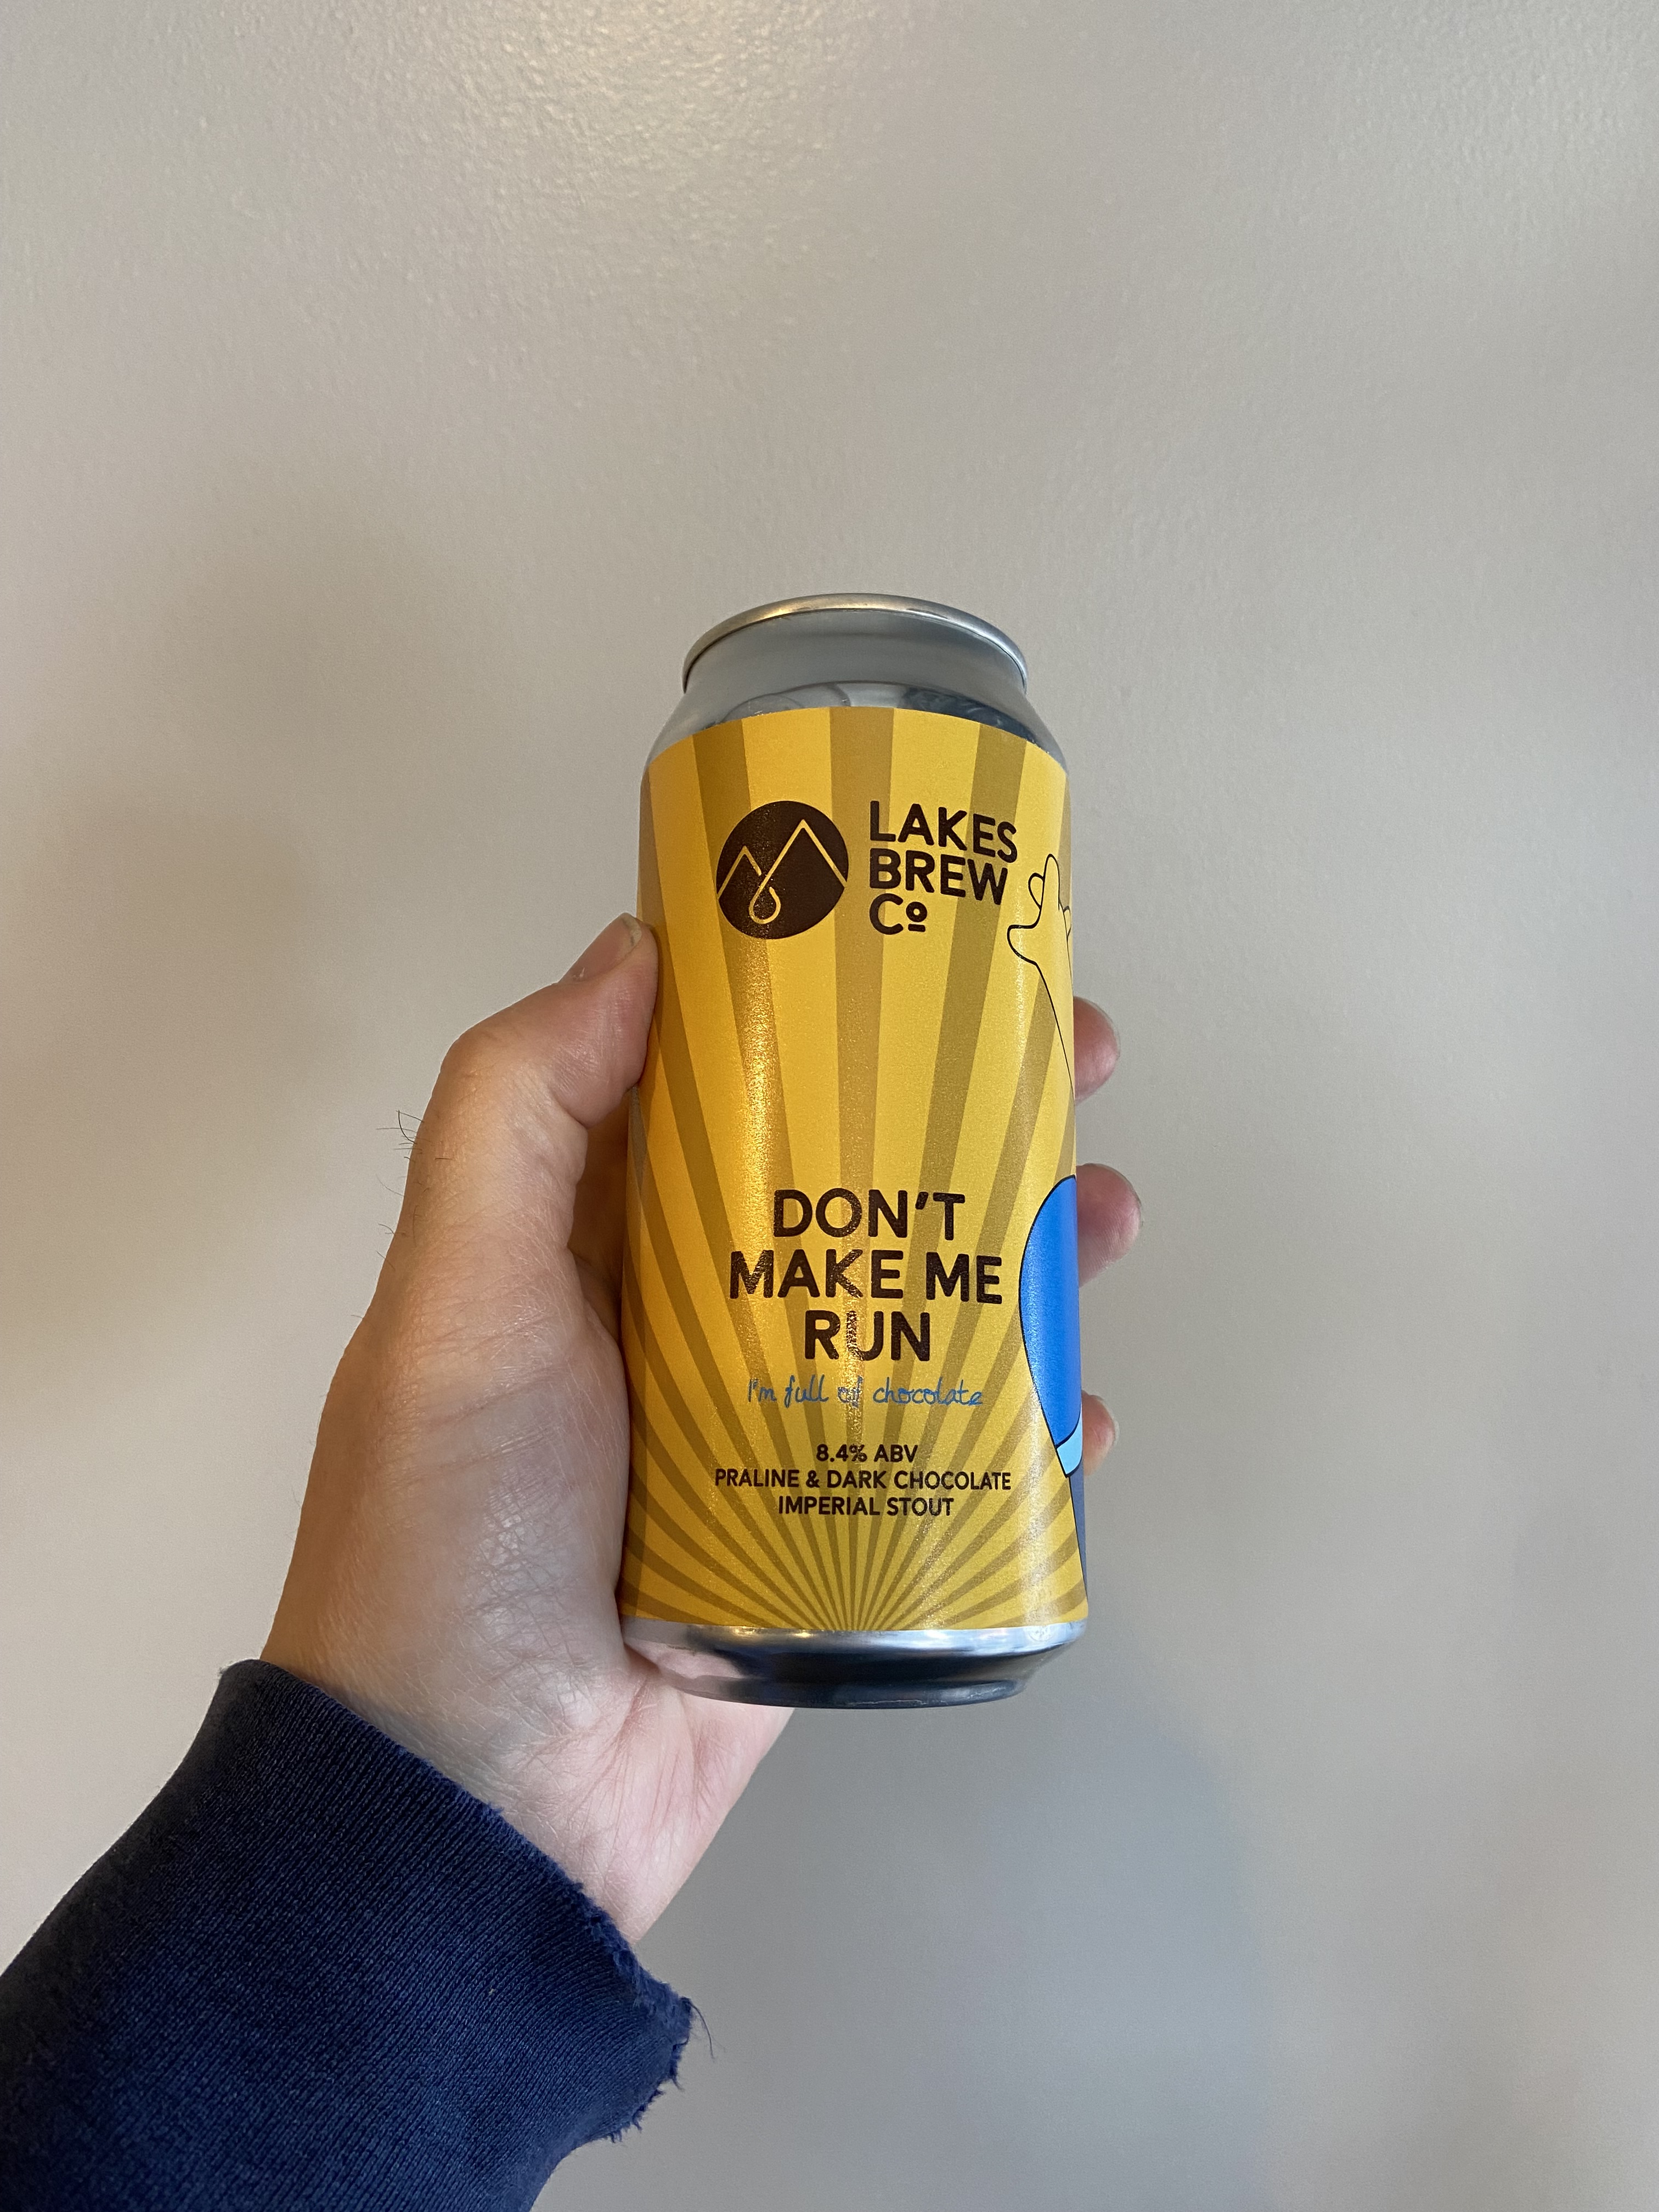 LAKES
BREW
Cº
DON'T
MAKE ME
RUN
I'm full of chocolate
8.4% ABV
PRALINE & DARK CHOCOLATE
IMPERIAL STOUT